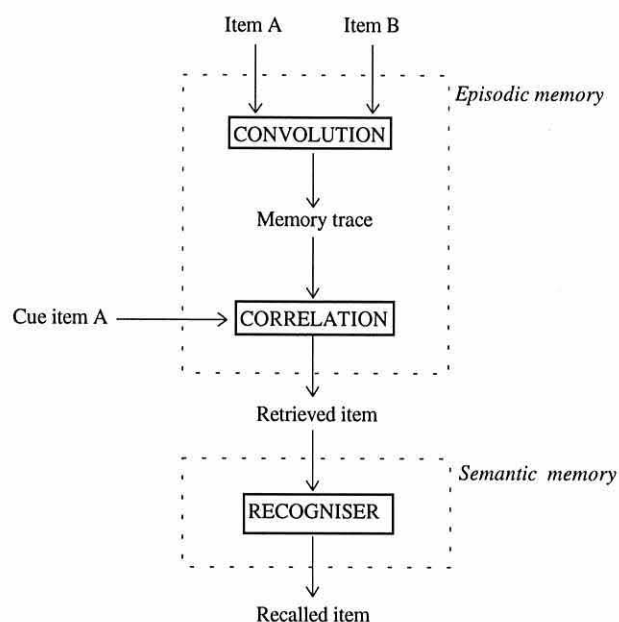 Item A Item B
Episodic memory
CONVOLUTION
Memory trace
Cue item A CORRELATION
Retrieved item
Semantic memory
RECOGNISER
Recalled item